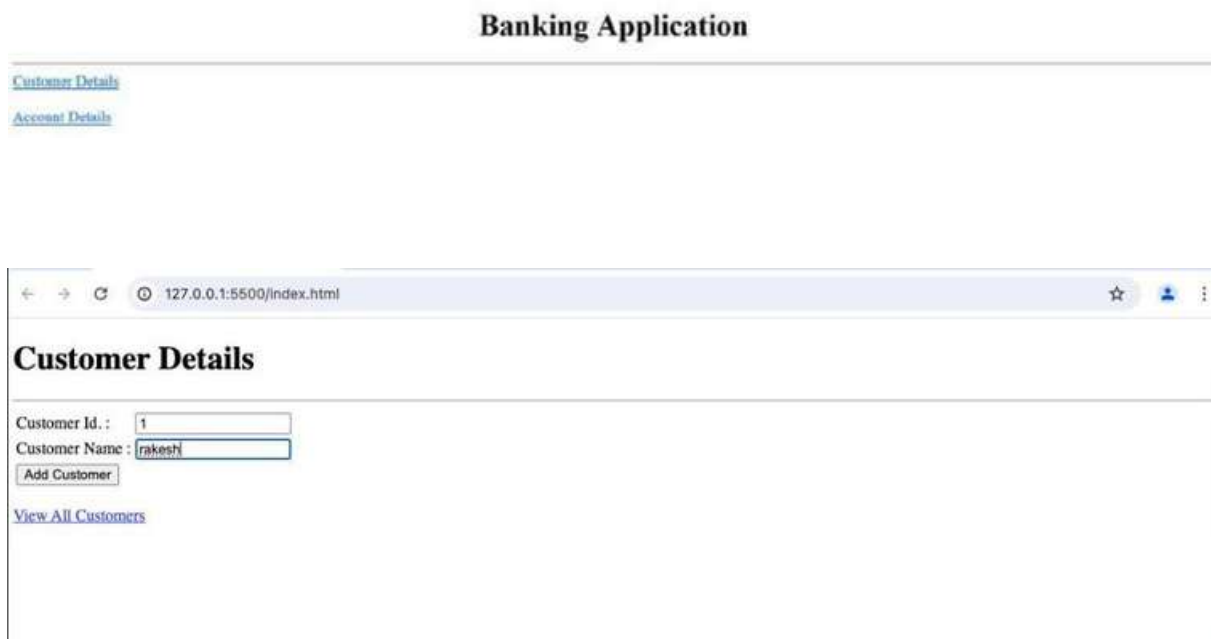 Banking Application
Customer Details
Account Details
127.0.0.1:5500/index.html
Customer Details
Customer Id. : 1
Customer Name : rakesh
Add Customer
View All Customers